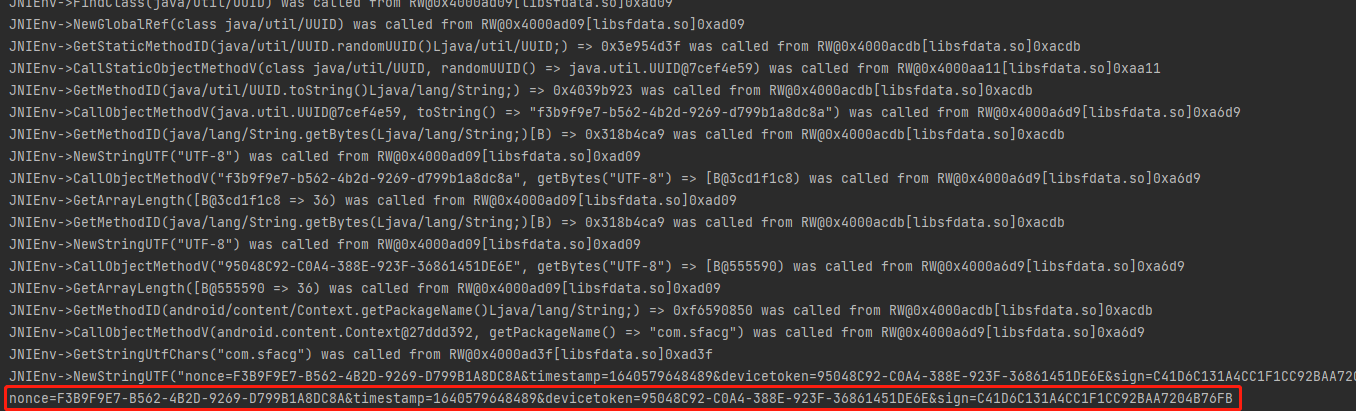 JNIEnv->FindClass(java/util/UUID) was called from RW@0x4000ad09[libsfdata.so]0xad09
JNIEnv->NewGlobalRef(class java/util/UUID) was called from RW@0x4000ad09[libsfdata.so]0xad09
JNIEnv->GetStaticMethodID(java/util/UUID.randomUUID()Ljava/util/UUID;) => 0x3e954d3f was called from RW@0x4000acdb[libsfdata.so]0xacdb
JNIEnv->CallStaticObjectMethodV(class java/util/UUID, randomUUID() => java.util.UUID@7cef4e59) was called from RW@0x4000aa11[libsfdata.so]0xaa11
JNIEnv->GetMethodID(java/util/UUID.toString()Ljava/lang/String;) => 0x4039b923 was called from RW@0x4000acdb[libsfdata.so]0xacdb
JNIEnv->CallObjectMethodV(java.util.UUID@7cef4e59, toString() => "f3b9f9e7-b562-4b2d-9269-d799b1a8dc8a") was called from RW@0x4000a6d9[libsfdata.so]0xa6d9
JNIEnv->GetMethodID(java/lang/String.getBytes(Ljava/lang/String;)[B) => 0x318b4ca9 was called from RW@0x4000acdb[libsfdata.so]0xacdb
JNIEnv->NewStringUTF("UTF-8") was called from RW@0x4000ad09[libsfdata.so]0xad09
JNIEnv->CallObjectMethodV("f3b9f9e7-b562-4b2d-9269-d799b1a8dc8a", getBytes("UTF-8") => [B@3cd1f1c8) was called from RW@0x4000a6d9[libsfdata.so]0xa6d9
JNIEnv->GetArrayLength([B@3cd1f1c8 => 36) was called from RW@0x4000ad09[libsfdata.so]0xad09
JNIEnv->GetMethodID(java/lang/String.getBytes(Ljava/lang/String;)[B) => 0x318b4ca9 was called from RW@0x4000acdb[libsfdata.so]0xacdb
JNIEnv->NewStringUTF("UTF-8") was called from RW@0x4000ad09[libsfdata.so]0xad09
JNIEnv->CallObjectMethodV("95048C92-C0A4-388E-923F-36861451DE6E", getBytes("UTF-8") => [B@555590) was called from RW@0x4000a6d9[libsfdata.so]0xa6d9
JNIEnv->GetArrayLength([B@555590 => 36) was called from RW@0x4000ad09[libsfdata.so]0xad09
JNIEnv->GetMethodID(android/content/Context.getPackageName()Ljava/lang/String;) => 0xf6590850 was called from RW@0x4000acdb[libsfdata.so]0xacdb
JNIEnv->CallObjectMethodV(android.content.Context@27ddd392, getPackageName() => "com.sfacg") was called from RW@0x4000a6d9[libsfdata.so]0xa6d9
JNIEnv->GetStringUtfChars("com.sfacg") was called from RW@0x4000ad3f[libsfdata.so]0xad3f
JNIEnv->NewStringUTF("nonce=F3B9F9E7-B562-4B2D-9269-D799B1A8DC8A&timestamp=1640579648489&devicetoken=95048C92-C0A4-388E-923F-36861451DE6E&sign=C41D6C131A4CC1F1CC92BAA720
nonce=F3B9F9E7-B562-4B2D-9269-D799B1A8DC8A&timestamp=1640579648489&devicetoken=95048C92-C0A4-388E-923F-36861451DE6E&sign=C41D6C131A4CC1F1CC92BAA7204B76FB